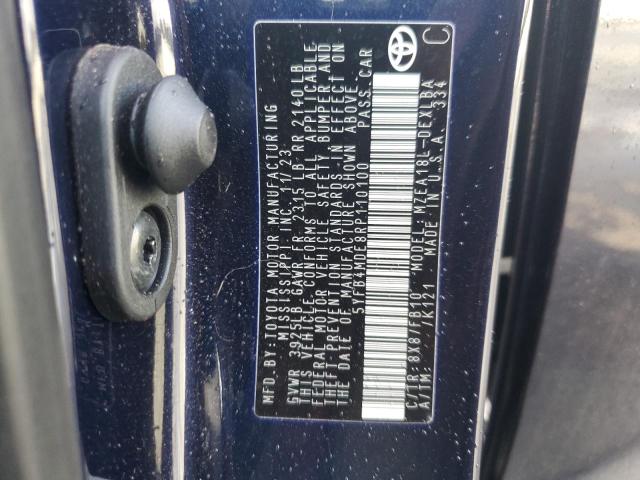 MFD. BY: TOYOTA MOTOR MANUFACTURING
MISSISSIPPI INC. 11/23
GVWR 3925LB GAWR FR 2315 LB RR 2140 LB
THIS VEHICLE CONFORMS TO ALL APPLICABLE
FEDERAL MOTOR VEHICLE SAFETY, BUMPER, AND
THEFT-PREVENTION STANDARDS IN EFFECT ON
THE DATE OF MANUFACTURE SHOWN ABOVE.
5YFB4MDE8RP110100 PASS. CAR
C/TR: 8X8/FB10 MODEL: MZEA18L-DEXLBA
A/TM: /K121 MADE IN U.S.A. 334
C